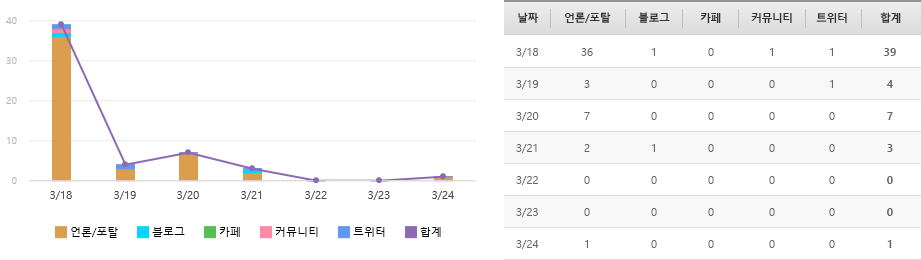 40
30
20
10
0
3/18 3/19 3/20 3/21 3/22 3/23 3/24
언론/포탈 블로그 카페 커뮤니티 트위터 합계
날짜 언론/포탈 블로그 카페 커뮤니티 트위터 합계
3/18 36 1 0 1 1 39
3/19 3 0 0 0 1 4
3/20 7 0 0 0 0 7
3/21 2 1 0 0 0 3
3/22 0 0 0 0 0 0
3/23 0 0 0 0 0 0
3/24 1 0 0 0 0 1